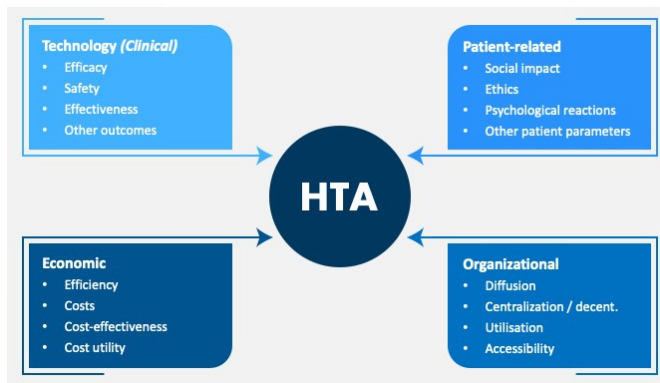 Technology (Clinical)
• Efficacy
• Safety
• Effectiveness
• Other outcomes
Patient-related
• Social impact
• Ethics
• Psychological reactions
• Other patient parameters
HTA
Economic
• Efficiency
• Costs
• Cost-effectiveness
• Cost utility
Organizational
• Diffusion
• Centralization / decent.
• Utilisation
• Accessibility